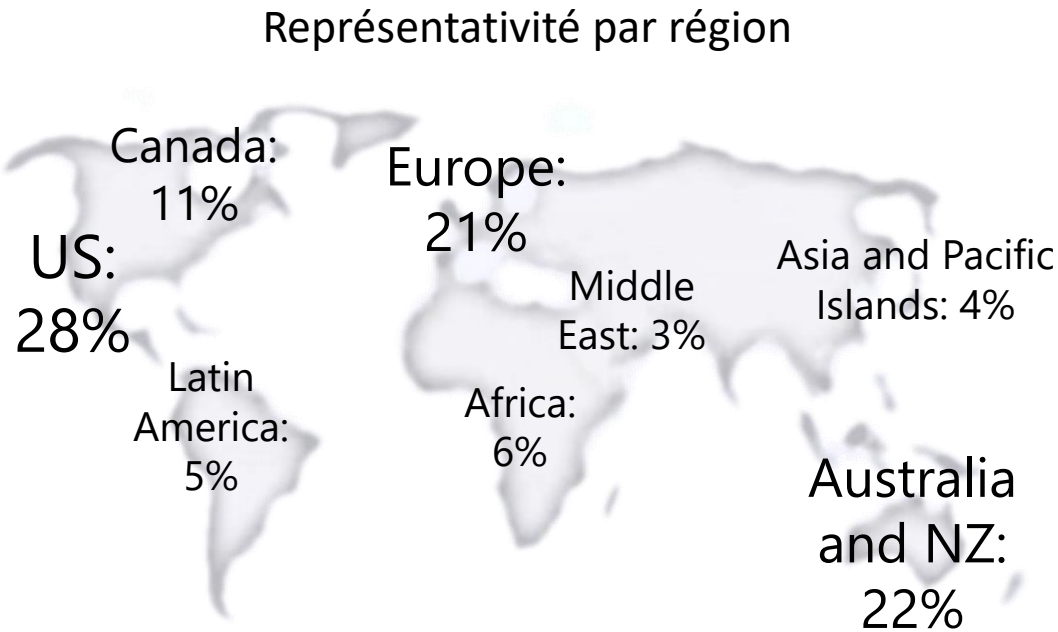 Représentativité par région
Canada:
11%
Europe:
21%
US:
28%
Asia and Pacific
Islands: 4%
Middle
East: 3%
Latin
America:
5%
Africa:
6%
Australia
and NZ:
22%